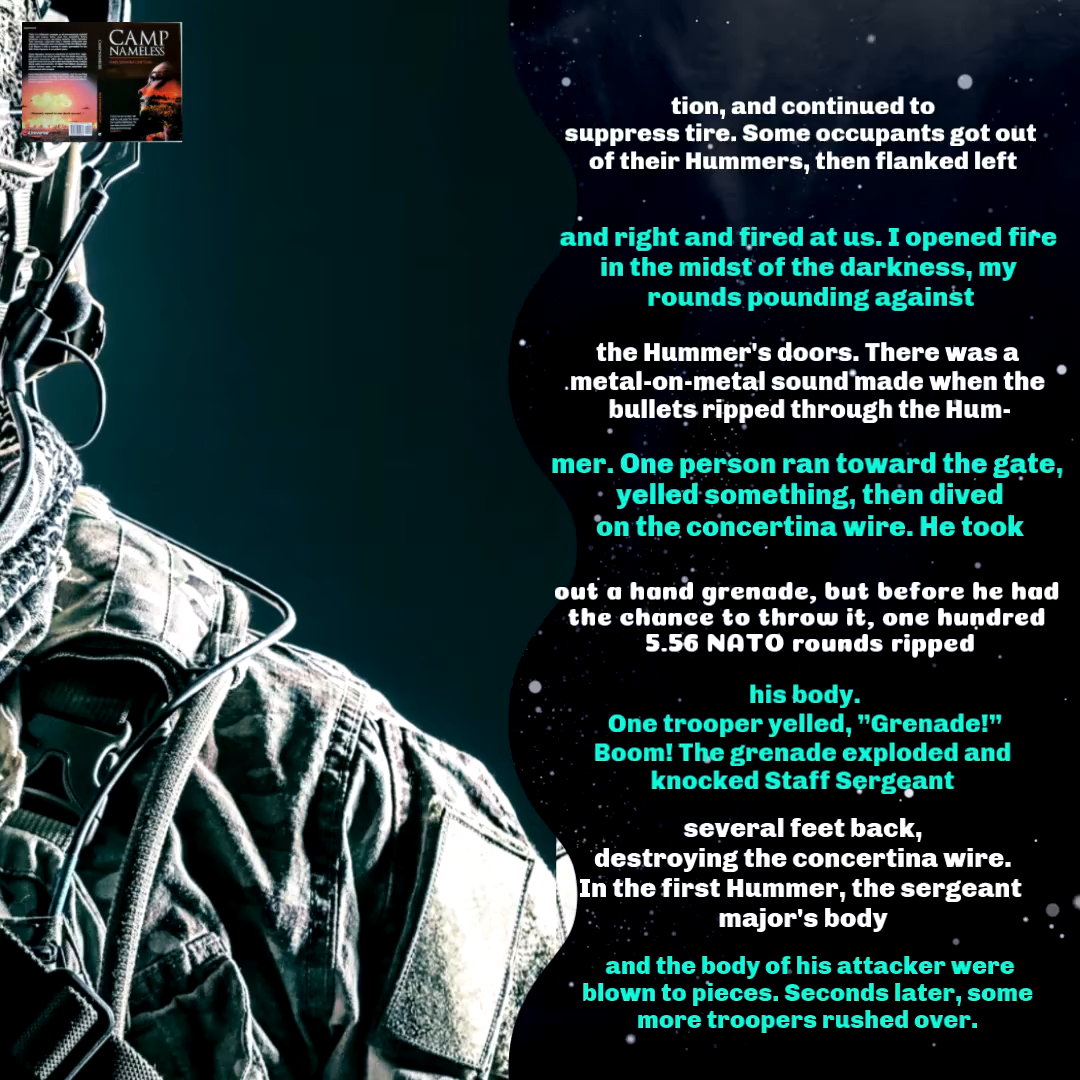 CAMP
NAMELESS
tion, and continued to
suppress tire. Some occupants got out
of their Hummers, then flanked left
and right and fired at us. I opened fire
in the midst of the darkness, my
rounds pounding against
the Hummer's doors. There was a
.metal-on-metal sound made when the
bullets ripped through the Hum-
mer. One person ran toward the gate,
yelled something, then dived
on the concertina wire. He took
out a hand grenade, but before he had
the chance to throw it, one hundred
5.56 NATO rounds ripped
his body.
One trooper yelled, ”Grenade!”
Boom! The grenade exploded and
knocked Staff Sergeant
several feet back,
destroying the concertina wire.
In the first Hummer, the sergeant
major's body
and the body of his attacker were
blown to pieces. Seconds later, some
more troopers rushed over.